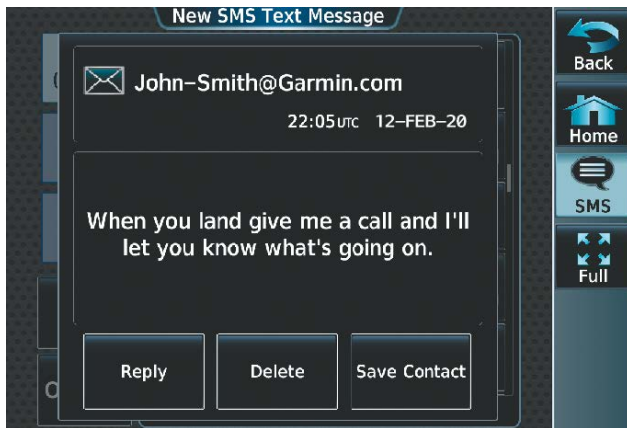 New SMS Text Message
John-Smith@Garmin.com
22:05UTC 12-FEB-20
When you land give me a call and I'll
let you know what's going on.
Reply
Delete
Save Contact
Back
Home
SMS
Full